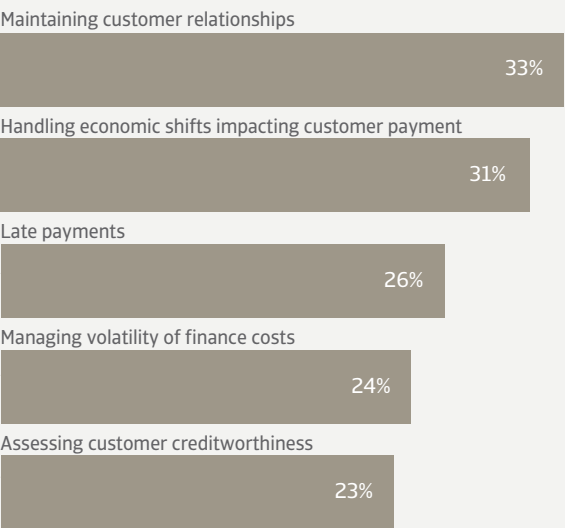 Maintaining customer relationships
33%
Handling economic shifts impacting customer payment
31%
Late payments
26%
Managing volatility of finance costs
24%
Assessing customer creditworthiness
23%